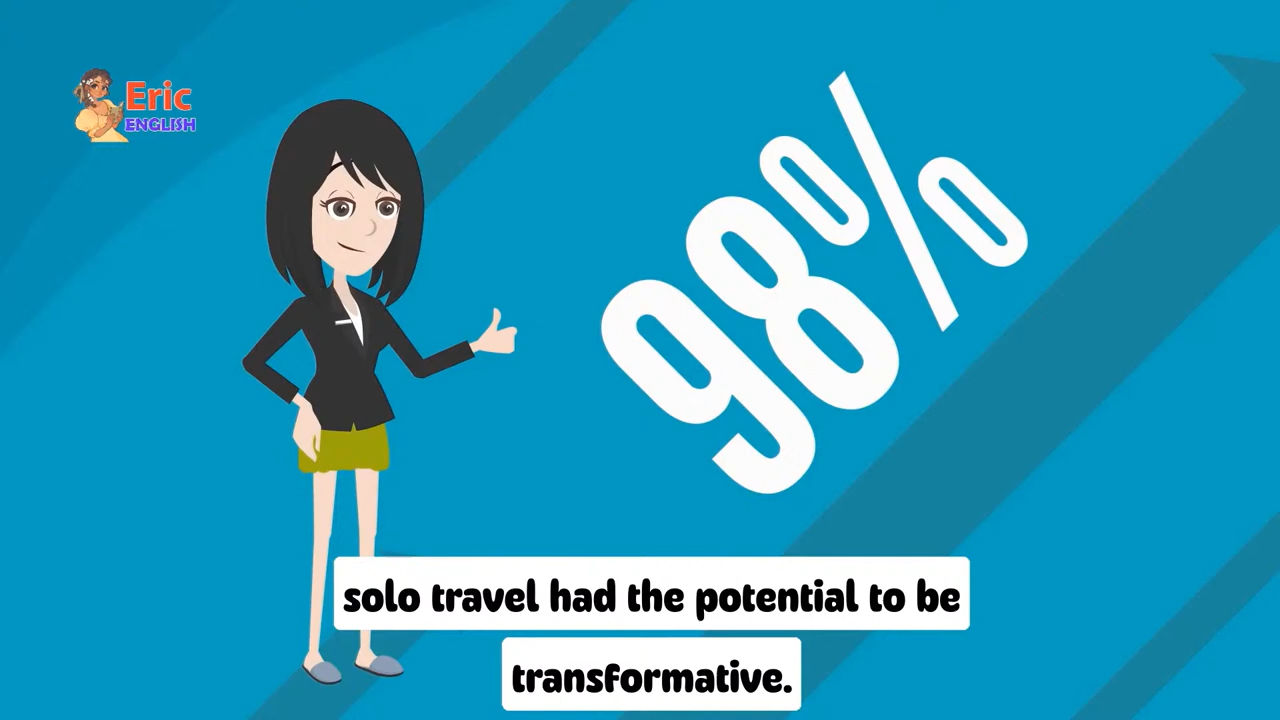 Eric
ENGLISH
98%
solo travel had the potential to be
transformative.